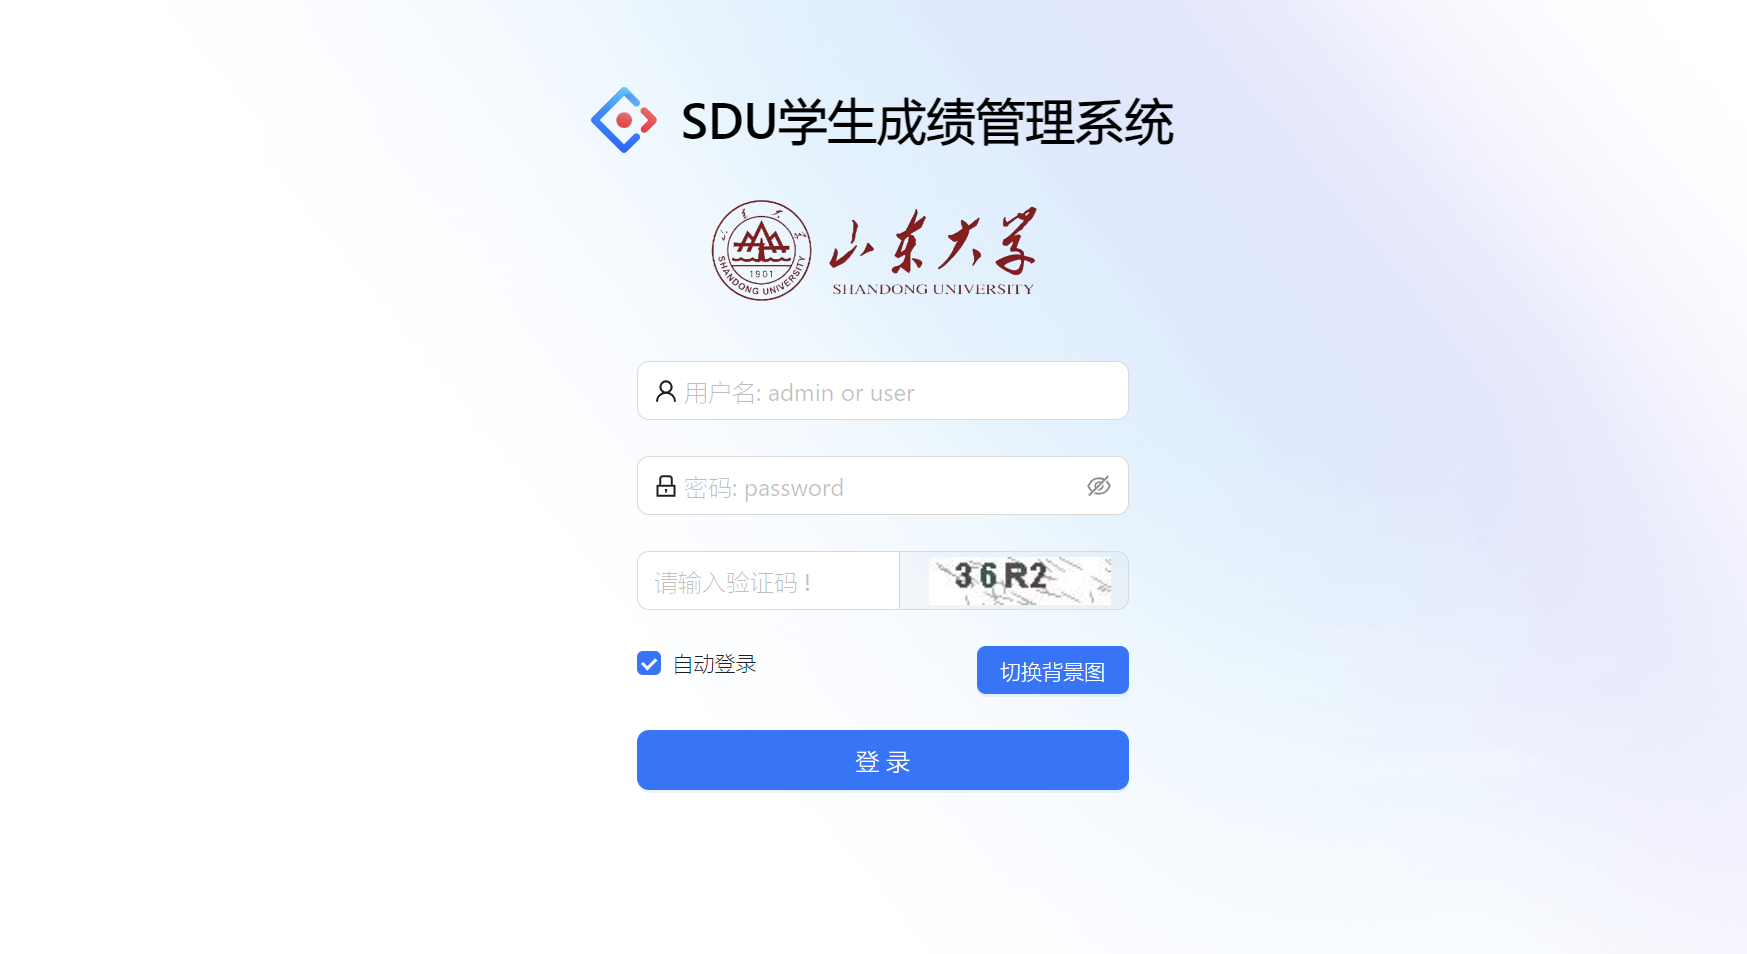 SDU学生成绩管理系统
山东大学
SHANDONG UNIVERSITY
1901
SHANDONG UNIVERSITY
用户名: admin or user
密码: password
请输入验证码！
36R2
自动登录
切换背景图
登 录